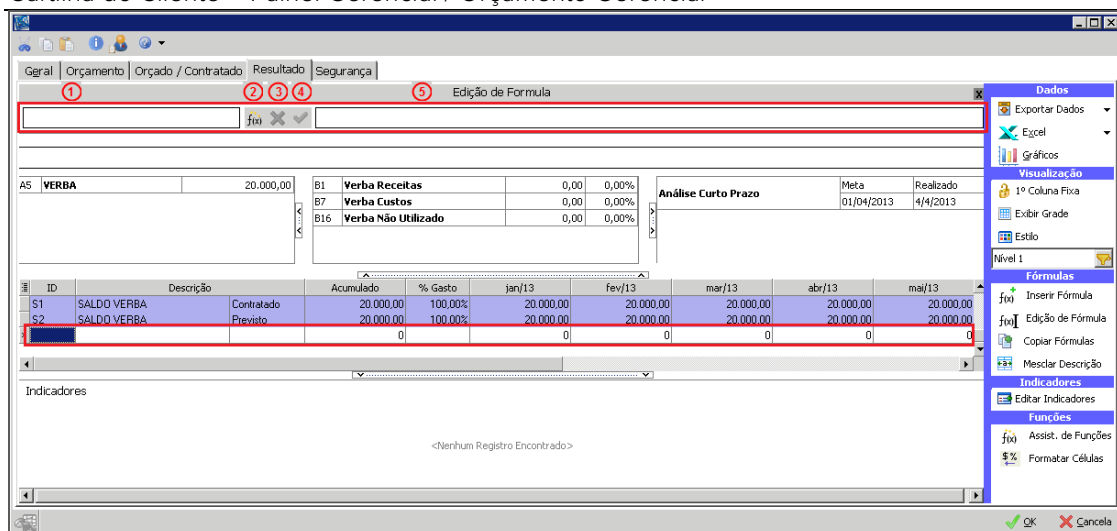 Cartilha do Cliente – Painel Gerencial / Orçamento Gerencial
Geral Orçamento Orçado / Contratado Resultado Segurança
1 2 3 4 5 Edição de Formula X
f(x)
A5 VERBA 20.000,00
B1 Verba Receitas 0,00 0,00%
B7 Verba Custos 0,00 0,00%
B16 Verba Não Utilizado 0,00 0,00%
Análise Curto Prazo Meta Realizado
01/04/2013 4/4/2013
ID Descrição Acumulado % Gasto jan/13 fev/13 mar/13 abr/13 mai/13
S1 SALDO VERBA Contratado 20.000,00 100,00% 20.000,00 20.000,00 20.000,00 20.000,00 20.000,00
S2 SALDO VERBA Previsto 20.000,00 100,00% 20.000,00 20.000,00 20.000,00 20.000,00 20.000,00
0 0 0 0 0 0
Indicadores
<Nenhum Registro Encontrado>
Dados
Exportar Dados
Excel
Gráficos
Visualização
1º Coluna Fixa
Exibir Grade
Estilo
Nível 1
Fórmulas
f(x) Inserir Fórmula
f(x) Edição de Fórmula
Copiar Fórmulas
Mesclar Descrição
Indicadores
Editar Indicadores
Funções
f(x) Assist. de Funções
$% Formatar Células
OK Cancela